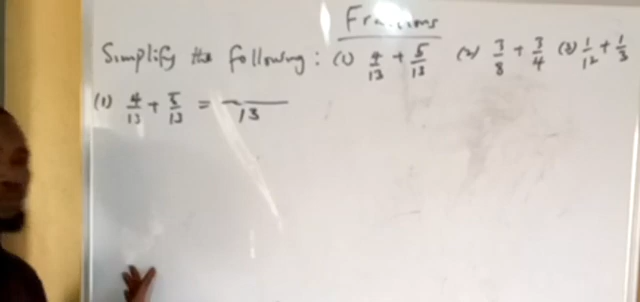 Fractions
Simplify the following : (1) 4/13 + 5/13 (2) 3/8 + 3/4 (3) 1/12 + 1/3
(1) 4/13 + 5/13 = __/13